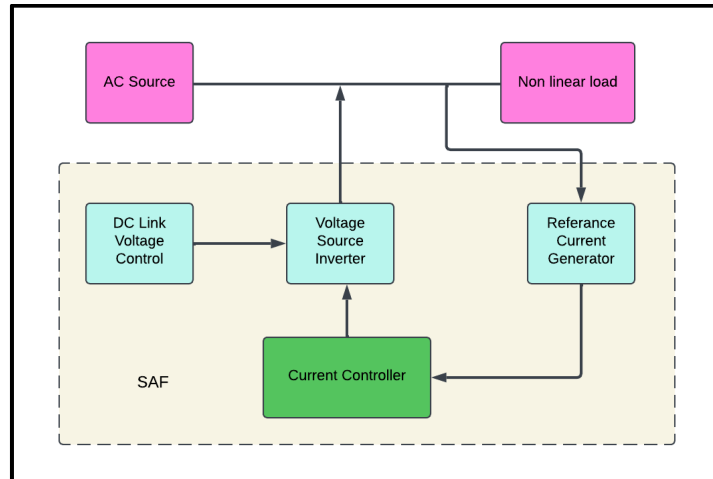 AC Source
Non linear load
DC Link
Voltage
Control
Voltage
Source
Inverter
Referance
Current
Generator
Current Controller
SAF